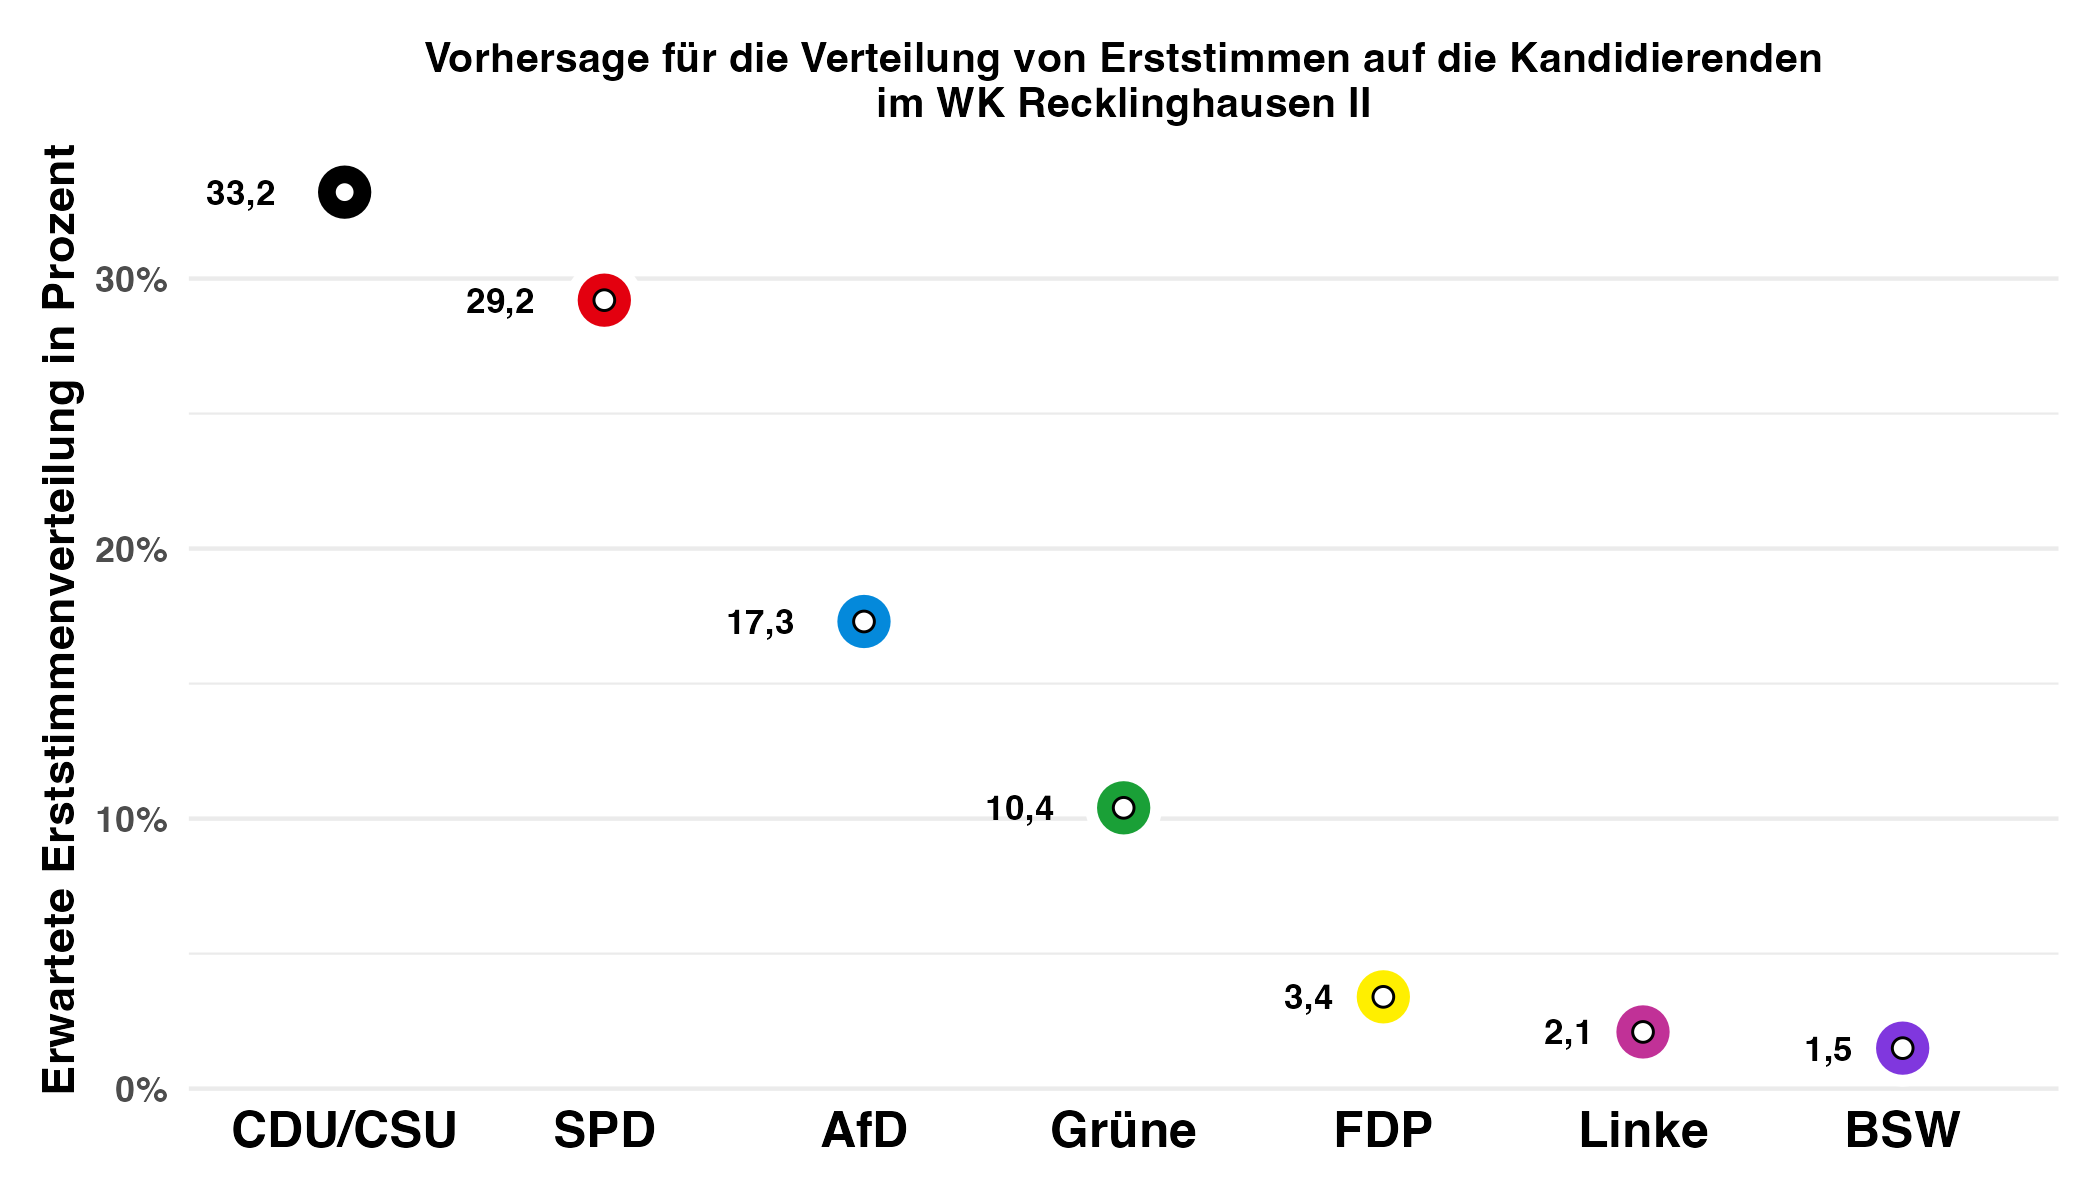 Vorhersage für die Verteilung von Erststimmen auf die Kandidierenden
im WK Recklinghausen II
Erwartete Erststimmenverteilung in Prozent
33,2
30%
29,2
20%
17,3
10,4
10%
3,4
2,1
1,5
0%
CDU/CSU SPD AfD Grüne FDP Linke BSW